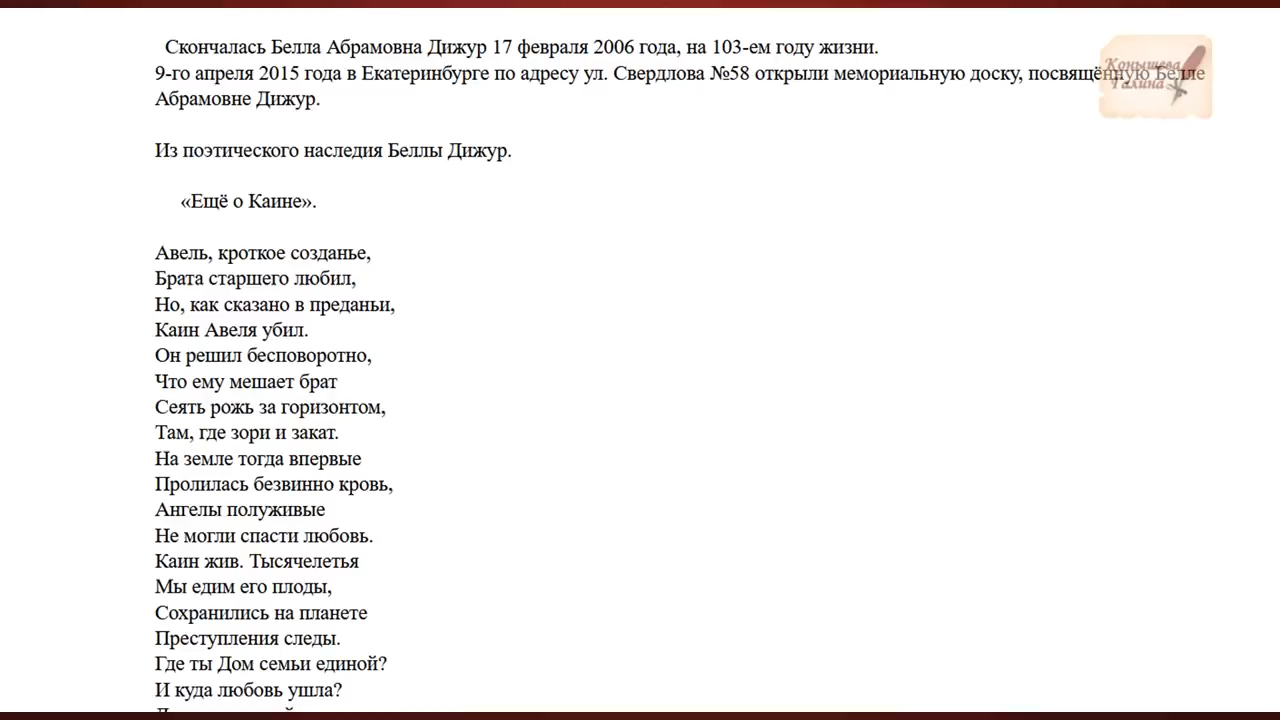 Скончалась Белла Абрамовна Дижур 17 февраля 2006 года, на 103-ем году жизни.
9-го апреля 2015 года в Екатеринбурге по адресу ул. Свердлова №58 открыли мемориальную доску, посвящённую Белле
Абрамовне Дижур.
Конышева
Галина
Из поэтического наследия Беллы Дижур.
«Ещё о Каине».
Авель, кроткое созданье,
Брата старшего любил,
Но, как сказано в преданьи,
Каин Авеля убил.
Он решил бесповоротно,
Что ему мешает брат
Сеять рожь за горизонтом,
Там, где зори и закат.
На земле тогда впервые
Пролилась безвинно кровь,
Ангелы полуживые
Не могли спасти любовь.
Каин жив. Тысячелетья
Мы едим его плоды,
Сохранились на планете
Преступления следы.
Где ты Дом семьи единой?
И куда любовь ушла?